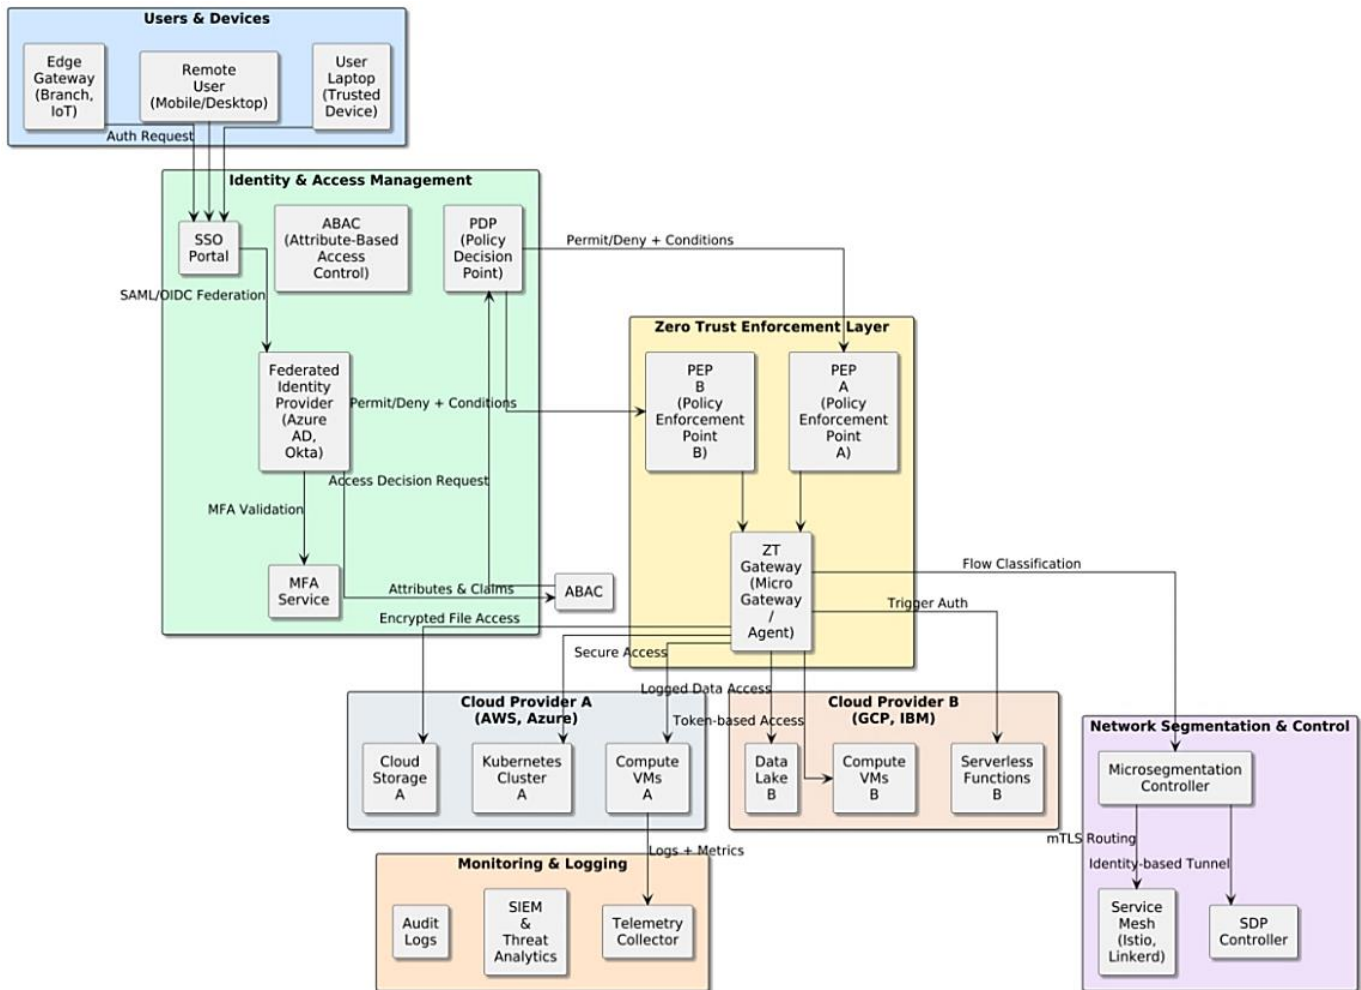 Users & Devices
Edge
Gateway
(Branch,
IoT)
Remote
User
(Mobile/Desktop)
User
Laptop
(Trusted
Device)
Auth Request
Identity & Access Management
SSO
Portal
ABAC
(Attribute-Based
Access
Control)
PDP
(Policy
Decision
Point)
Permit/Deny + Conditions
SAML/OIDC Federation
Federated
Identity
Provider
(Azure
AD,
Okta)
Permit/Deny + Conditions
Access Decision Request
MFA Validation
MFA
Service
Attributes & Claims
ABAC
Zero Trust Enforcement Layer
PEP
B
(Policy
Enforcement
Point
B)
PEP
A
(Policy
Enforcement
Point
A)
ZT
Gateway
(Micro
Gateway
/
Agent)
Flow Classification
Trigger Auth
Encrypted File Access
Secure Access
Logged Data Access
Token-based Access
Cloud Provider A
(AWS, Azure)
Cloud
Storage
A
Kubernetes
Cluster
A
Compute
VMs
A
Cloud Provider B
(GCP, IBM)
Data
Lake
B
Compute
VMs
B
Serverless
Functions
B
Network Segmentation & Control
Microsegmentation
Controller
mTLS Routing
Identity-based Tunnel
Service
Mesh
(Istio,
Linkerd)
SDP
Controller
Logs + Metrics
Monitoring & Logging
Audit
Logs
SIEM
&
Threat
Analytics
Telemetry
Collector